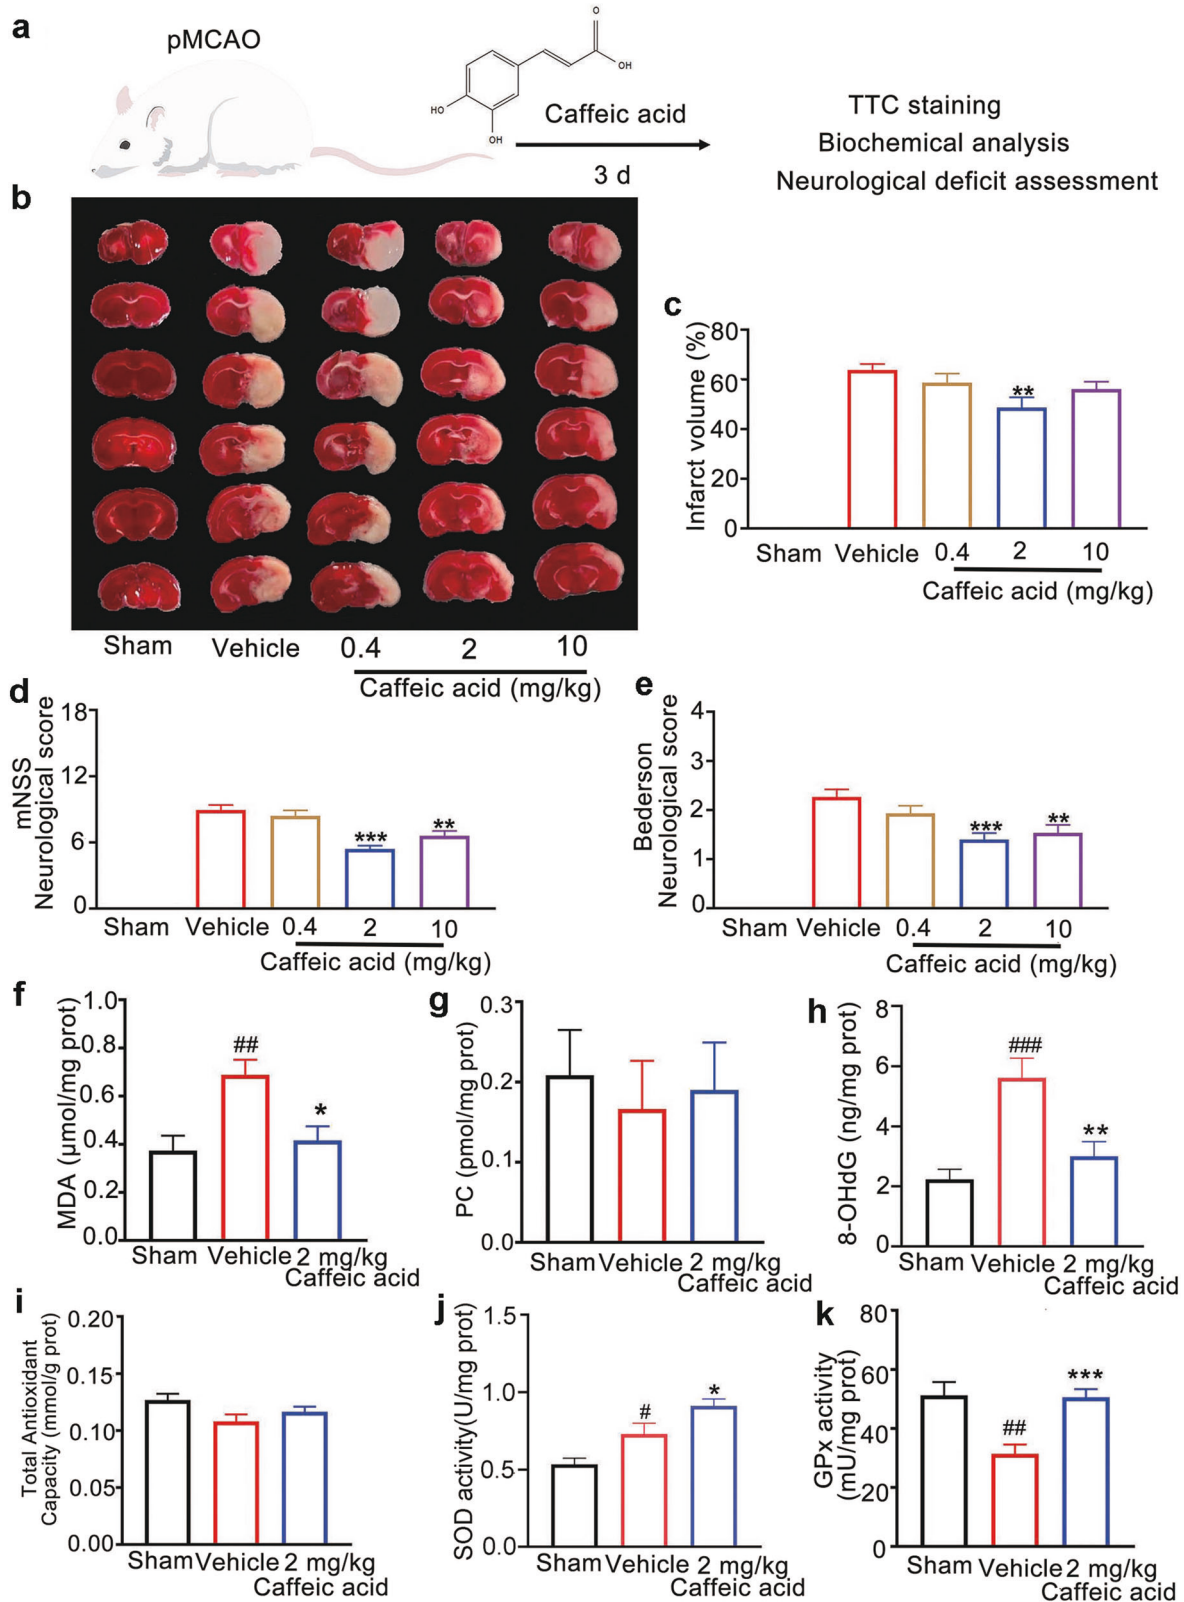 a
pMCAO
O
OH
HO
OH
Caffeic acid
3 d
TTC staining
Biochemical analysis
Neurological deficit assessment
b
Sham Vehicle 0.4 2 10
Caffeic acid (mg/kg)
c
Infarct volume (%)
80
60
40
20
0
**
Sham Vehicle 0.4 2 10
Caffeic acid (mg/kg)
d
mNSS
Neurological score
18
12
6
0
*** **
Sham Vehicle 0.4 2 10
Caffeic acid (mg/kg)
e
Bederson
Neurological score
4
3
2
1
0
*** **
Sham Vehicle 0.4 2 10
Caffeic acid (mg/kg)
f
MDA (μmol/mg prot)
1.0
0.8
0.6
0.4
0.2
0.0
##
*
Sham Vehicle 2 mg/kg
Caffeic acid
g
PC (pmol/mg prot)
0.3
0.2
0.1
0.0
Sham Vehicle 2 mg/kg
Caffeic acid
h
8-OHdG (ng/mg prot)
8
6
4
2
0
###
**
Sham Vehicle 2 mg/kg
Caffeic acid
i
Total Antioxidant
Capacity (mmol/g prot)
0.20
0.15
0.10
0.05
0.00
Sham Vehicle 2 mg/kg
Caffeic acid
j
SOD activity(U/mg prot)
1.5
1.0
0.5
0.0
#
*
Sham Vehicle 2 mg/kg
Caffeic acid
k
GPx activity
(mU/mg prot)
80
60
40
20
0
##
***
Sham Vehicle 2 mg/kg
Caffeic acid